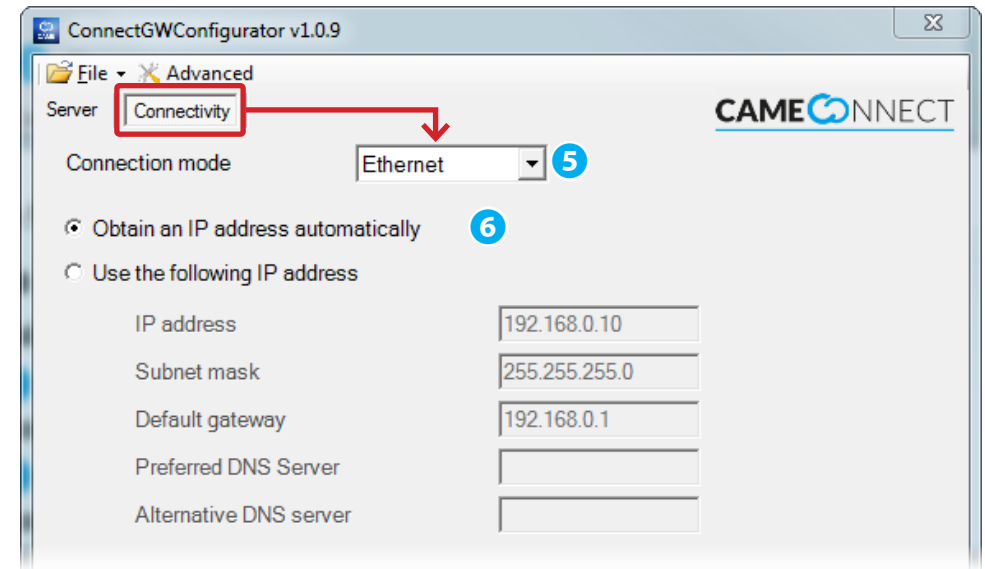 ConnectGWConfigurator v1.0.9
File Advanced
Server Connectivity
CAMECONNECT
Connection mode Ethernet 5
Obtain an IP address automatically 6
Use the following IP address
IP address 192.168.0.10
Subnet mask 255.255.255.0
Default gateway 192.168.0.1
Preferred DNS Server
Alternative DNS server